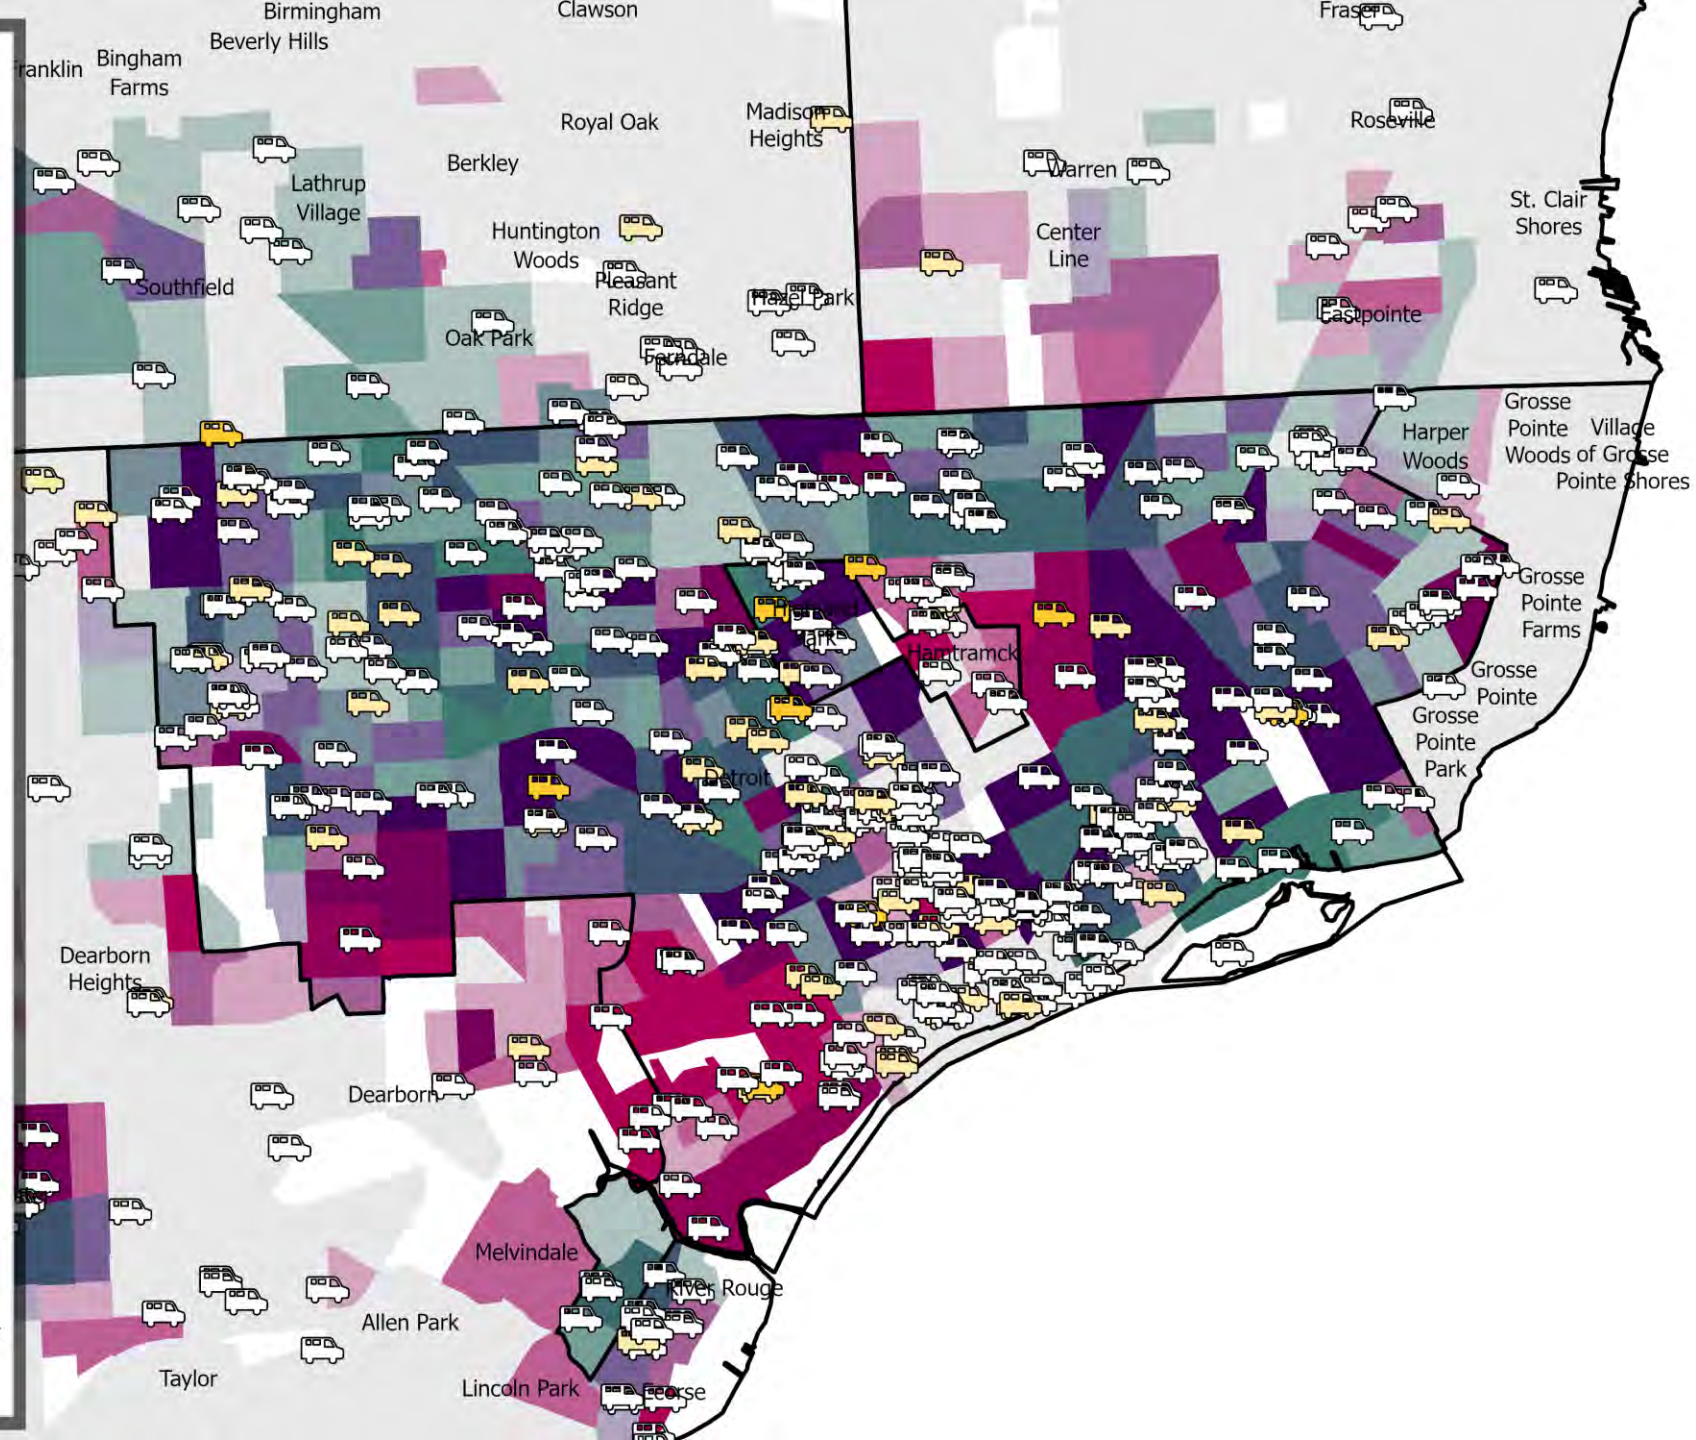 Birmingham
Clawson
Fraser
Beverly Hills
Bingham
Farms
Franklin
Royal Oak
Madison
Heights
Roseville
Berkley
Warren
Lathrup
Village
St. Clair
Shores
Huntington
Woods
Center
Line
Southfield
Pleasant
Ridge
Hazel Park
Eastpointe
Oak Park
Ferndale
Grosse
Pointe
Woods
Village
of Grosse
Pointe Shores
Harper
Woods
Grosse
Pointe
Farms
Highland
Park
Hamtramck
Grosse
Pointe
Grosse
Pointe
Park
Detroit
Dearborn
Heights
Dearborn
Melvindale
River Rouge
Allen Park
Taylor
Lincoln Park
Ecorse